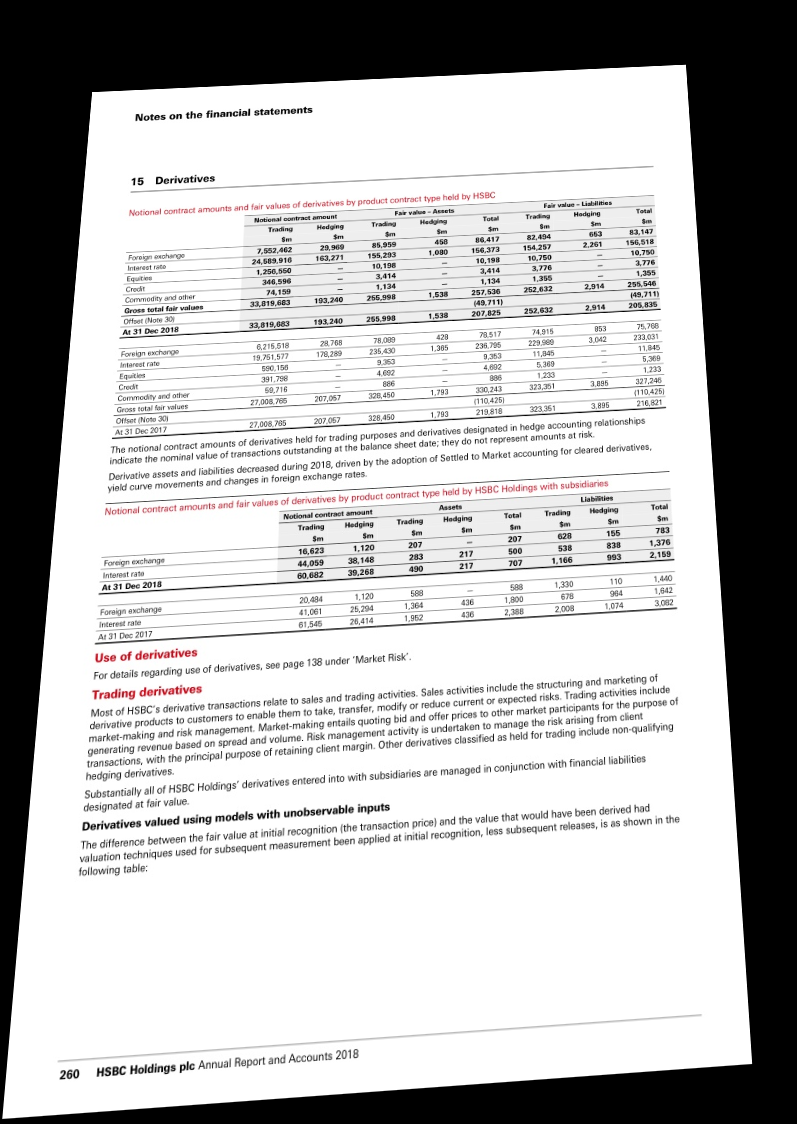 Notes on the financial statements
15 Derivatives
Notional contract amounts and fair values of derivatives by product contract type held by HSBC
Notional contract amount Fair value – Assets Fair value – Liabilities
Trading Hedging Trading Hedging Total Trading Hedging Total
$m $m $m $m $m $m $m $m
Foreign exchange 7,552,462 29,969 85,959 458 86,417 82,494 653 83,147
Interest rate 24,589,916 163,271 155,293 1,080 156,373 154,257 2,261 156,518
Equities 1,256,550 – 10,198 – 10,198 10,750 – 10,750
Credit 346,596 – 3,414 – 3,414 3,776 – 3,776
Commodity and other 74,159 – 1,134 – 1,134 1,355 – 1,355
Gross total fair values 33,819,683 193,240 255,998 1,538 257,536 252,632 2,914 255,546
Offset (Note 30) (49,711) (49,711)
At 31 Dec 2018 33,819,683 193,240 255,998 1,538 207,825 252,632 2,914 205,835
Foreign exchange 6,215,518 28,768 78,089 428 78,517 74,915 853 75,768
Interest rate 19,751,577 178,289 235,430 1,365 236,795 229,989 3,042 233,031
Equities 590,156 – 9,353 – 9,353 11,845 – 11,845
Credit 391,798 – 4,692 – 4,692 5,369 – 5,369
Commodity and other 59,716 – 886 – 886 1,233 – 1,233
Gross total fair values 27,008,765 207,057 328,450 1,793 330,243 323,351 3,895 327,246
Offset (Note 30) (110,425) (110,425)
At 31 Dec 2017 27,008,765 207,057 328,450 1,793 219,818 323,351 3,895 216,821
The notional contract amounts of derivatives held for trading purposes and derivatives designated in hedge accounting relationships
indicate the nominal value of transactions outstanding at the balance sheet date; they do not represent amounts at risk.
Derivative assets and liabilities decreased during 2018, driven by the adoption of Settled to Market accounting for cleared derivatives,
yield curve movements and changes in foreign exchange rates.
Notional contract amounts and fair values of derivatives by product contract type held by HSBC Holdings with subsidiaries
Notional contract amount Assets Liabilities
Trading Hedging Trading Hedging Total Trading Hedging Total
$m $m $m $m $m $m $m $m
Foreign exchange 16,623 1,120 207 – 207 628 155 783
Interest rate 44,059 38,148 283 217 500 538 838 1,376
At 31 Dec 2018 60,682 39,268 490 217 707 1,166 993 2,159
Foreign exchange 20,484 1,120 588 – 588 1,330 110 1,440
Interest rate 41,061 25,294 1,364 436 1,800 678 964 1,642
At 31 Dec 2017 61,545 26,414 1,952 436 2,388 2,008 1,074 3,082
Use of derivatives
For details regarding use of derivatives, see page 138 under 'Market Risk'.
Trading derivatives
Most of HSBC's derivative transactions relate to sales and trading activities. Sales activities include the structuring and marketing of
derivative products to customers to enable them to take, transfer, modify or reduce current or expected risks. Trading activities include
market-making and risk management. Market-making entails quoting bid and offer prices to other market participants for the purpose of
generating revenue based on spread and volume. Risk management activity is undertaken to manage the risk arising from client
transactions, with the principal purpose of retaining client margin. Other derivatives classified as held for trading include non-qualifying
hedging derivatives.
Substantially all of HSBC Holdings' derivatives entered into with subsidiaries are managed in conjunction with financial liabilities
designated at fair value.
Derivatives valued using models with unobservable inputs
The difference between the fair value at initial recognition (the transaction price) and the value that would have been derived had
valuation techniques used for subsequent measurement been applied at initial recognition, less subsequent releases, is as shown in the
following table:
260 HSBC Holdings plc Annual Report and Accounts 2018